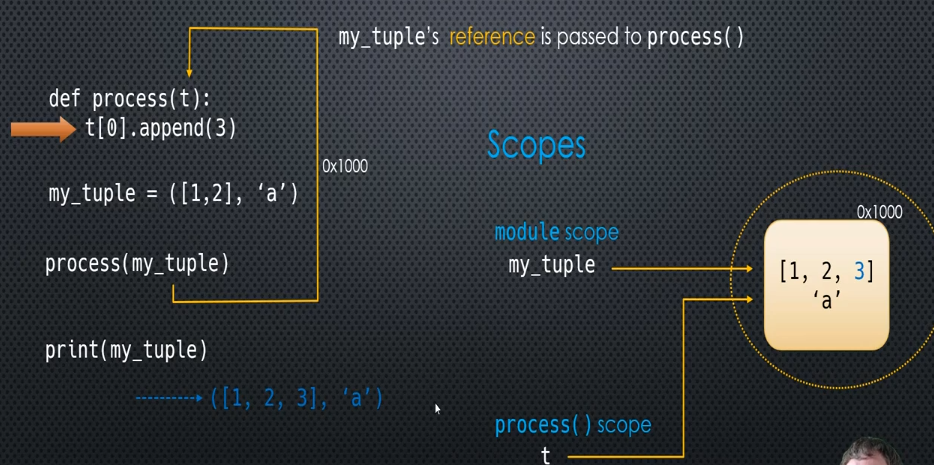 my_tuple's reference is passed to process()
def process(t):
t[0].append(3)
Scopes
0x1000
my_tuple = ([1,2], ‘a’)
0x1000
module scope
my_tuple
process(my_tuple)
[1, 2, 3]
‘a’
print(my_tuple)
([1, 2, 3], ‘a’)
process() scope
t